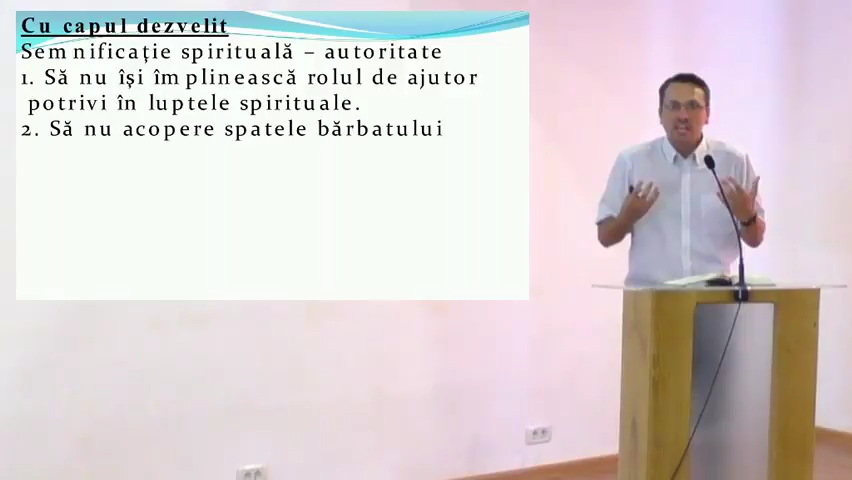 Cu capul dezvelit
Semnificație spirituală – autoritate
1. Să nu își împlinească rolul de ajutor
potrivi în luptele spirituale.
2. Să nu acopere spatele bărbatului